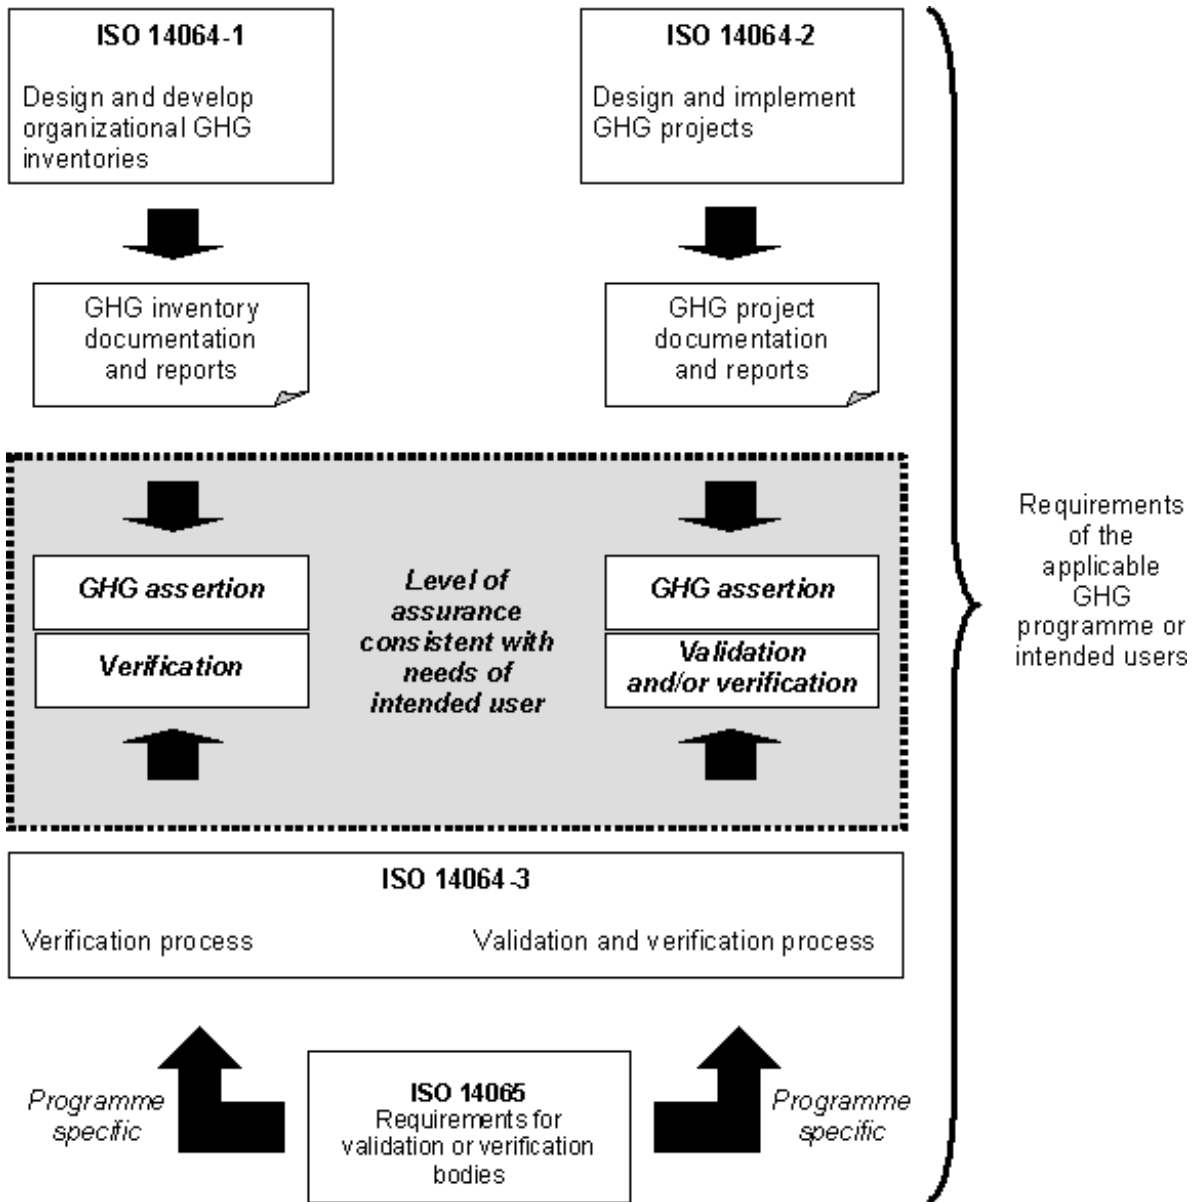 ISO 14064-1
Design and develop
organizational GHG
inventories
ISO 14064-2
Design and implement
GHG projects
GHG inventory
documentation
and reports
GHG project
documentation
and reports
GHG assertion
Verification
Level of
assurance
consistent with
needs of
intended user
GHG assertion
Validation
and/or verification
Requirements
of the
applicable
GHG
programme or
intended users
ISO 14064-3
Verification process
Validation and verification process
Programme
specific
ISO 14065
Requirements for
validation or verification
bodies
Programme
specific